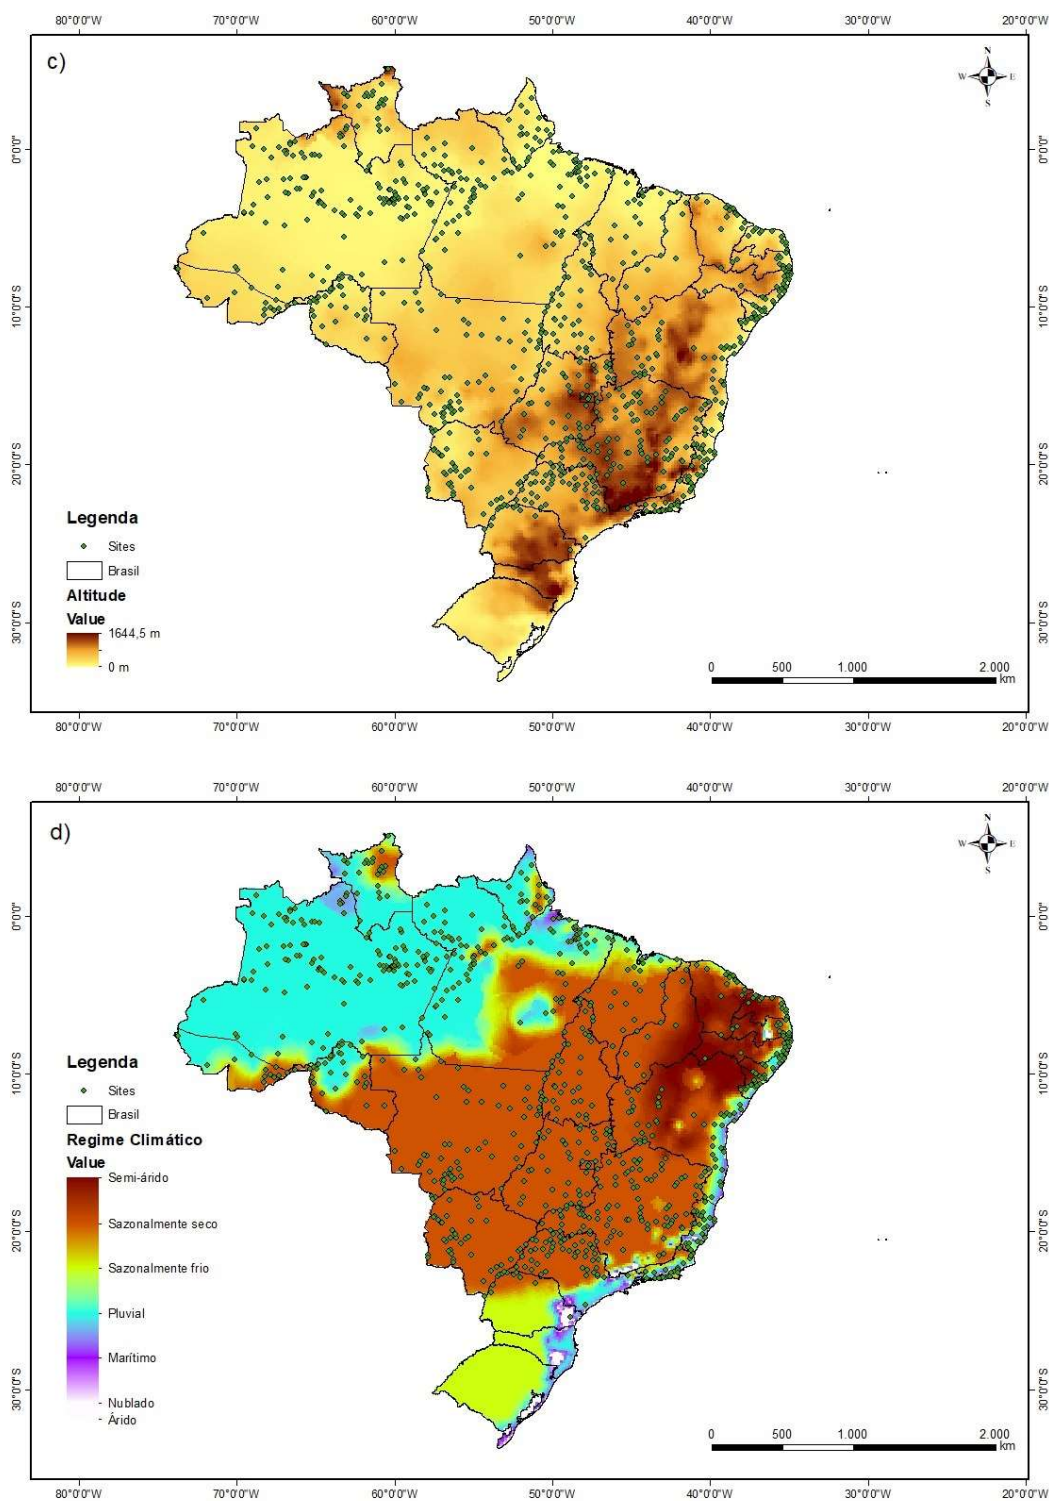 80°0'0"W 70°0'0"W 60°0'0"W 50°0'0"W 40°0'0"W 30°0'0"W 20°0'0"W
c)
N
W E
S
0°0'0" 0°0'0"
10°0'0"S 10°0'0"S
20°0'0"S 20°0'0"S
30°0'0"S 30°0'0"S
Legenda
Sites
Brasil
Altitude
Value
1644,5 m
0 m
0 500 1.000 2.000
km
80°0'0"W 70°0'0"W 60°0'0"W 50°0'0"W 40°0'0"W 30°0'0"W 20°0'0"W
80°0'0"W 70°0'0"W 60°0'0"W 50°0'0"W 40°0'0"W 30°0'0"W 20°0'0"W
d)
N
W E
S
0°0'0" 0°0'0"
10°0'0"S 10°0'0"S
20°0'0"S 20°0'0"S
30°0'0"S 30°0'0"S
Legenda
Sites
Brasil
Regime Climático
Value
Semi-árido
Sazonalmente seco
Sazonalmente frio
Pluvial
Marítimo
Nublado
Árido
0 500 1.000 2.000
km
80°0'0"W 70°0'0"W 60°0'0"W 50°0'0"W 40°0'0"W 30°0'0"W 20°0'0"W